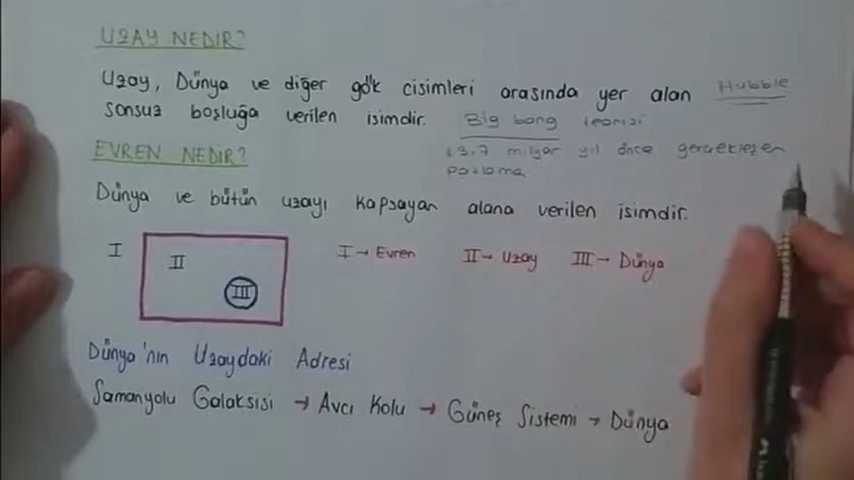 UZAY NEDİR?
Uzay, Dünya ve diğer gök cisimleri arasında yer alan Hubble
sonsuz boşluğa verilen isimdir. Big bang teorisi
13.7 milyar yıl önce gerçekleşen
patlama
EVREN NEDİR?
Dünya ve bütün uzayı kapsayan alana verilen isimdir.
I II III
I → Evren II → Uzay III → Dünya
Dünya'nın Uzaydaki Adresi
Samanyolu Galaksisi → Avcı Kolu → Güneş Sistemi → Dünya